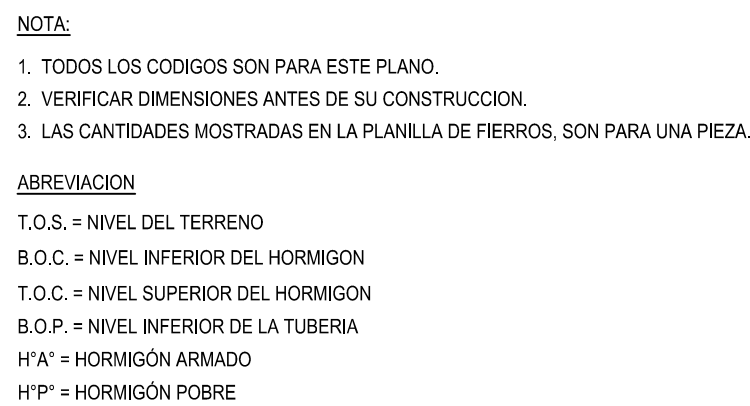 NOTA:
1. TODOS LOS CODIGOS SON PARA ESTE PLANO.
2. VERIFICAR DIMENSIONES ANTES DE SU CONSTRUCCION.
3. LAS CANTIDADES MOSTRADAS EN LA PLANILLA DE FIERROS, SON PARA UNA PIEZA.
ABREVIACION
T.O.S. = NIVEL DEL TERRENO
B.O.C. = NIVEL INFERIOR DEL HORMIGON
T.O.C. = NIVEL SUPERIOR DEL HORMIGON
B.O.P. = NIVEL INFERIOR DE LA TUBERIA
H°A° = HORMIGÓN ARMADO
H°P° = HORMIGÓN POBRE